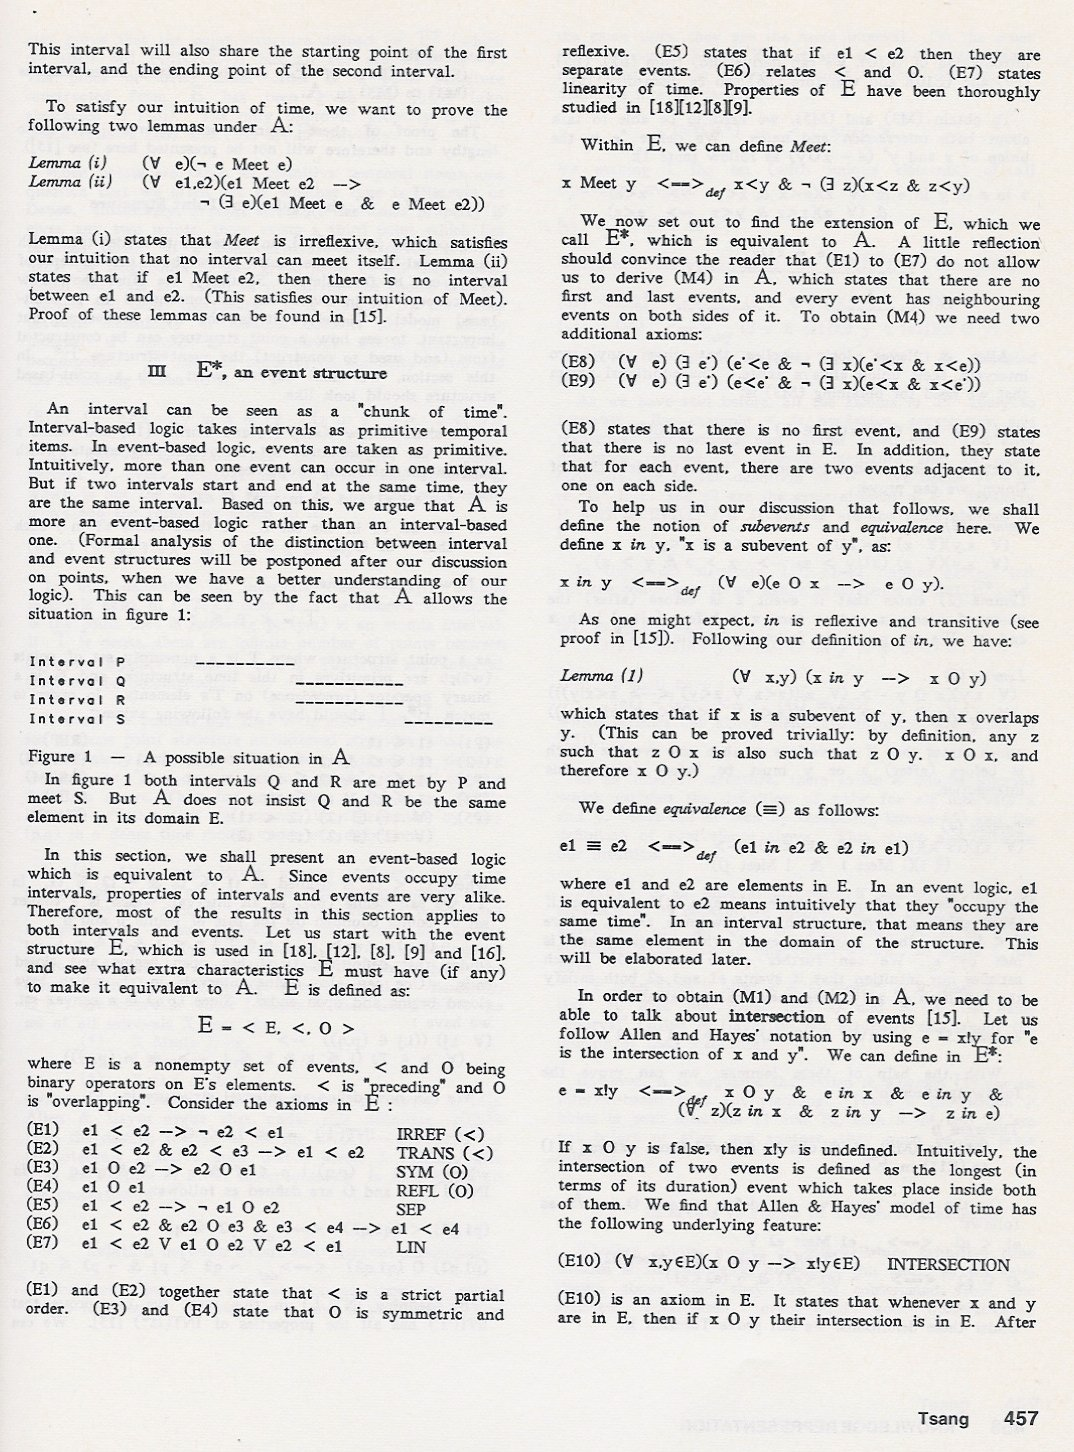 This interval will also share the starting point of the first
interval, and the ending point of the second interval.
To satisfy our intuition of time, we want to prove the
following two lemmas under A:
Lemma (i) (∀ e)(¬ e Meet e)
Lemma (ii) (∀ e1,e2)(e1 Meet e2 -->
¬ (∃ e)(e1 Meet e & e Meet e2))
Lemma (i) states that Meet is irreflexive, which satisfies
our intuition that no interval can meet itself. Lemma (ii)
states that if e1 Meet e2, then there is no interval
between e1 and e2. (This satisfies our intuition of Meet).
Proof of these lemmas can be found in [15].
III E*, an event structure
An interval can be seen as a "chunk of time".
Interval-based logic takes intervals as primitive temporal
items. In event-based logic, events are taken as primitive.
Intuitively, more than one event can occur in one interval.
But if two intervals start and end at the same time, they
are the same interval. Based on this, we argue that A is
more an event-based logic rather than an interval-based
one. (Formal analysis of the distinction between interval
and event structures will be postponed after our discussion
on points, when we have a better understanding of our
logic). This can be seen by the fact that A allows the
situation in figure 1:
Interval P ----------
Interval Q -----------
Interval R -----------
Interval S ---------
Figure 1 — A possible situation in A
In figure 1 both intervals Q and R are met by P and
meet S. But A does not insist Q and R be the same
element in its domain E.
In this section, we shall present an event-based logic
which is equivalent to A. Since events occupy time
intervals, properties of intervals and events are very alike.
Therefore, most of the results in this section applies to
both intervals and events. Let us start with the event
structure E, which is used in [18], [12], [8], [9] and [16],
and see what extra characteristics E must have (if any)
to make it equivalent to A. E is defined as:
E = < E, <, O >
where E is a nonempty set of events, < and O being
binary operators on E's elements. < is "preceding" and O
is "overlapping". Consider the axioms in E :
(E1) e1 < e2 --> ¬ e2 < e1 IRREF (<)
(E2) e1 < e2 & e2 < e3 --> e1 < e2 TRANS (<)
(E3) e1 O e2 --> e2 O e1 SYM (O)
(E4) e1 O e1 REFL (O)
(E5) e1 < e2 --> ¬ e1 O e2 SEP
(E6) e1 < e2 & e2 O e3 & e3 < e4 --> e1 < e4
(E7) e1 < e2 V e1 O e2 V e2 < e1 LIN
(E1) and (E2) together state that < is a strict partial
order. (E3) and (E4) state that O is symmetric and
reflexive. (E5) states that if e1 < e2 then they are
separate events. (E6) relates < and O. (E7) states
linearity of time. Properties of E have been thoroughly
studied in [18][12][8][9].
Within E, we can define Meet:
x Meet y <==>def x<y & ¬ (∃ z)(x<z & z<y)
We now set out to find the extension of E, which we
call E*, which is equivalent to A. A little reflection
should convince the reader that (E1) to (E7) do not allow
us to derive (M4) in A, which states that there are no
first and last events, and every event has neighbouring
events on both sides of it. To obtain (M4) we need two
additional axioms:
(E8) (∀ e) (∃ e') (e'<e & ¬ (∃ x)(e'<x & x<e))
(E9) (∀ e) (∃ e') (e<e' & ¬ (∃ x)(e<x & x<e'))
(E8) states that there is no first event, and (E9) states
that there is no last event in E. In addition, they state
that for each event, there are two events adjacent to it,
one on each side.
To help us in our discussion that follows, we shall
define the notion of subevents and equivalence here. We
define x in y, "x is a subevent of y", as:
x in y <==>def (∀ e)(e O x --> e O y).
As one might expect, in is reflexive and transitive (see
proof in [15]). Following our definition of in, we have:
Lemma (1) (∀ x,y) (x in y --> x O y)
which states that if x is a subevent of y, then x overlaps
y. (This can be proved trivially: by definition, any z
such that z O x is also such that z O y. x O x, and
therefore x O y.)
We define equivalence (≡) as follows:
e1 ≡ e2 <==>def (e1 in e2 & e2 in e1)
where e1 and e2 are elements in E. In an event logic, e1
is equivalent to e2 means intuitively that they "occupy the
same time". In an interval structure, that means they are
the same element in the domain of the structure. This
will be elaborated later.
In order to obtain (M1) and (M2) in A, we need to be
able to talk about intersection of events [15]. Let us
follow Allen and Hayes' notation by using e = x!y for "e
is the intersection of x and y". We can define in E*:
e = x!y <==>def x O y & e in x & e in y &
(∀ z)(z in x & z in y --> z in e)
If x O y is false, then x!y is undefined. Intuitively, the
intersection of two events is defined as the longest (in
terms of its duration) event which takes place inside both
of them. We find that Allen & Hayes' model of time has
the following underlying feature:
(E10) (∀ x,y∈E)(x O y --> x!y∈E) INTERSECTION
(E10) is an axiom in E. It states that whenever x and y
are in E, then if x O y their intersection is in E. After
Tsang 457